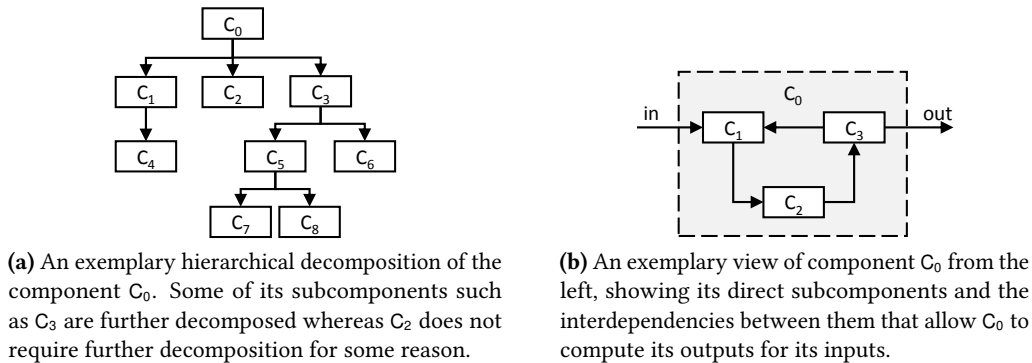 C₀
C₁ C₂ C₃
C₄ C₅ C₆
C₇ C₈
(a) An exemplary hierarchical decomposition of the
component C₀. Some of its subcomponents such
as C₃ are further decomposed whereas C₂ does not
require further decomposition for some reason.
C₀
in out
C₁ C₃
C₂
(b) An exemplary view of component C₀ from the
left, showing its direct subcomponents and the
interdependencies between them that allow C₀ to
compute its outputs for its inputs.